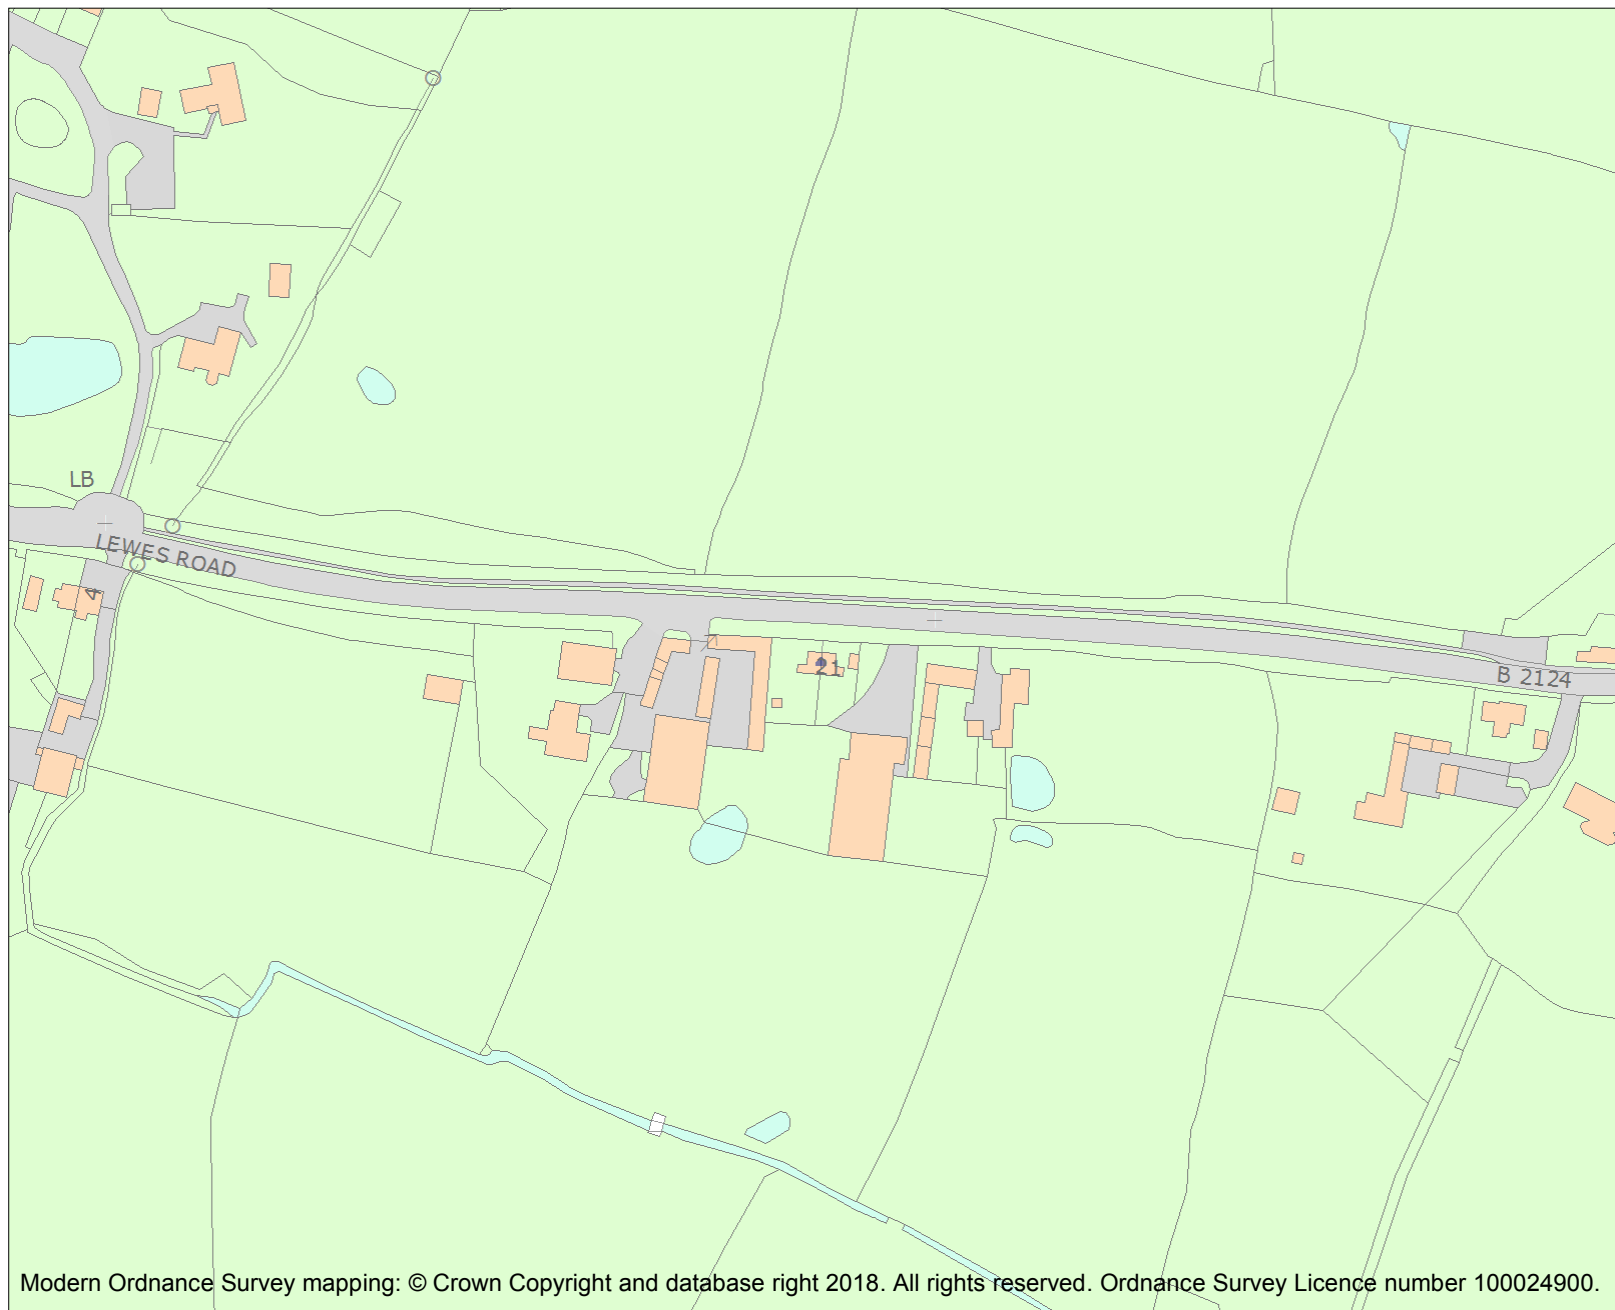 LB
LEWES ROAD
4
21
B 2124
Modern Ordnance Survey mapping: © Crown Copyright and database right 2018. All rights reserved. Ordnance Survey Licence number 100024900.